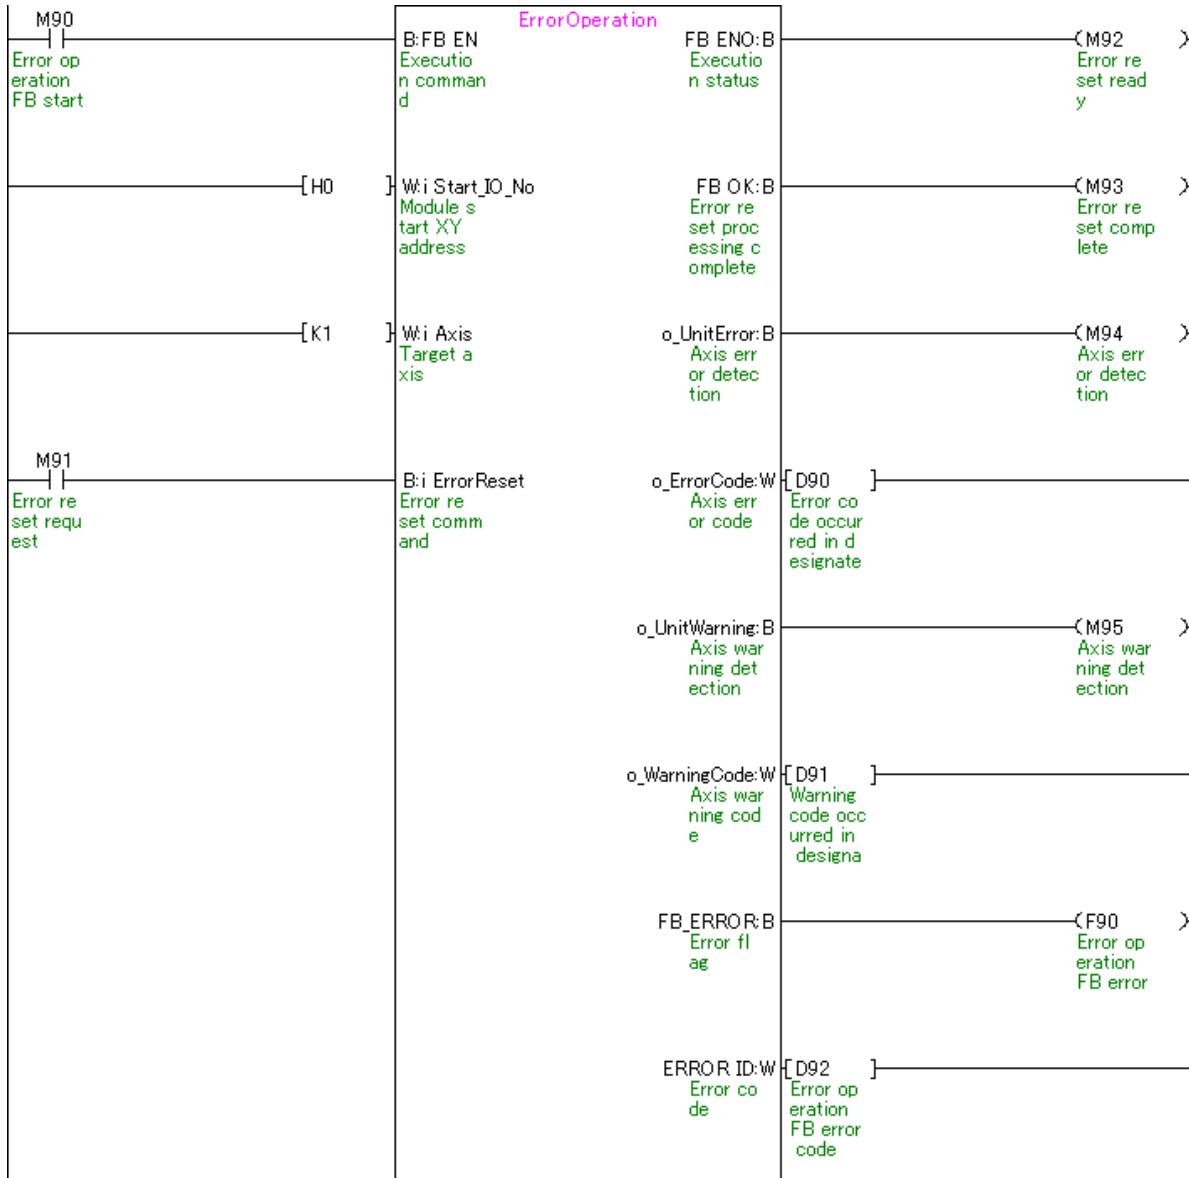 ErrorOperation
M90
B:FB EN
FB ENO:B
(M92 )
Error op
eration
FB start
Executio
n comman
d
Executio
n status
Error re
set read
y
[H0 ]
W:i Start_IO_No
FB OK:B
(M93 )
Module s
tart XY
address
Error re
set proc
essing c
omplete
Error re
set comp
lete
[K1 ]
W:i Axis
o_UnitError:B
(M94 )
Target a
xis
Axis err
or detec
tion
Axis err
or detec
tion
M91
B:i ErrorReset
o_ErrorCode:W
[D90 ]
Error re
set requ
est
Error re
set comm
and
Axis err
or code
Error co
de occur
red in d
esignate
o_UnitWarning:B
(M95 )
Axis war
ning det
ection
Axis war
ning det
ection
o_WarningCode:W
[D91 ]
Axis war
ning cod
e
Warning
code occ
urred in
designa
FB_ERROR:B
(F90 )
Error fl
ag
Error op
eration
FB error
ERROR ID:W
[D92 ]
Error co
de
Error op
eration
FB error
code